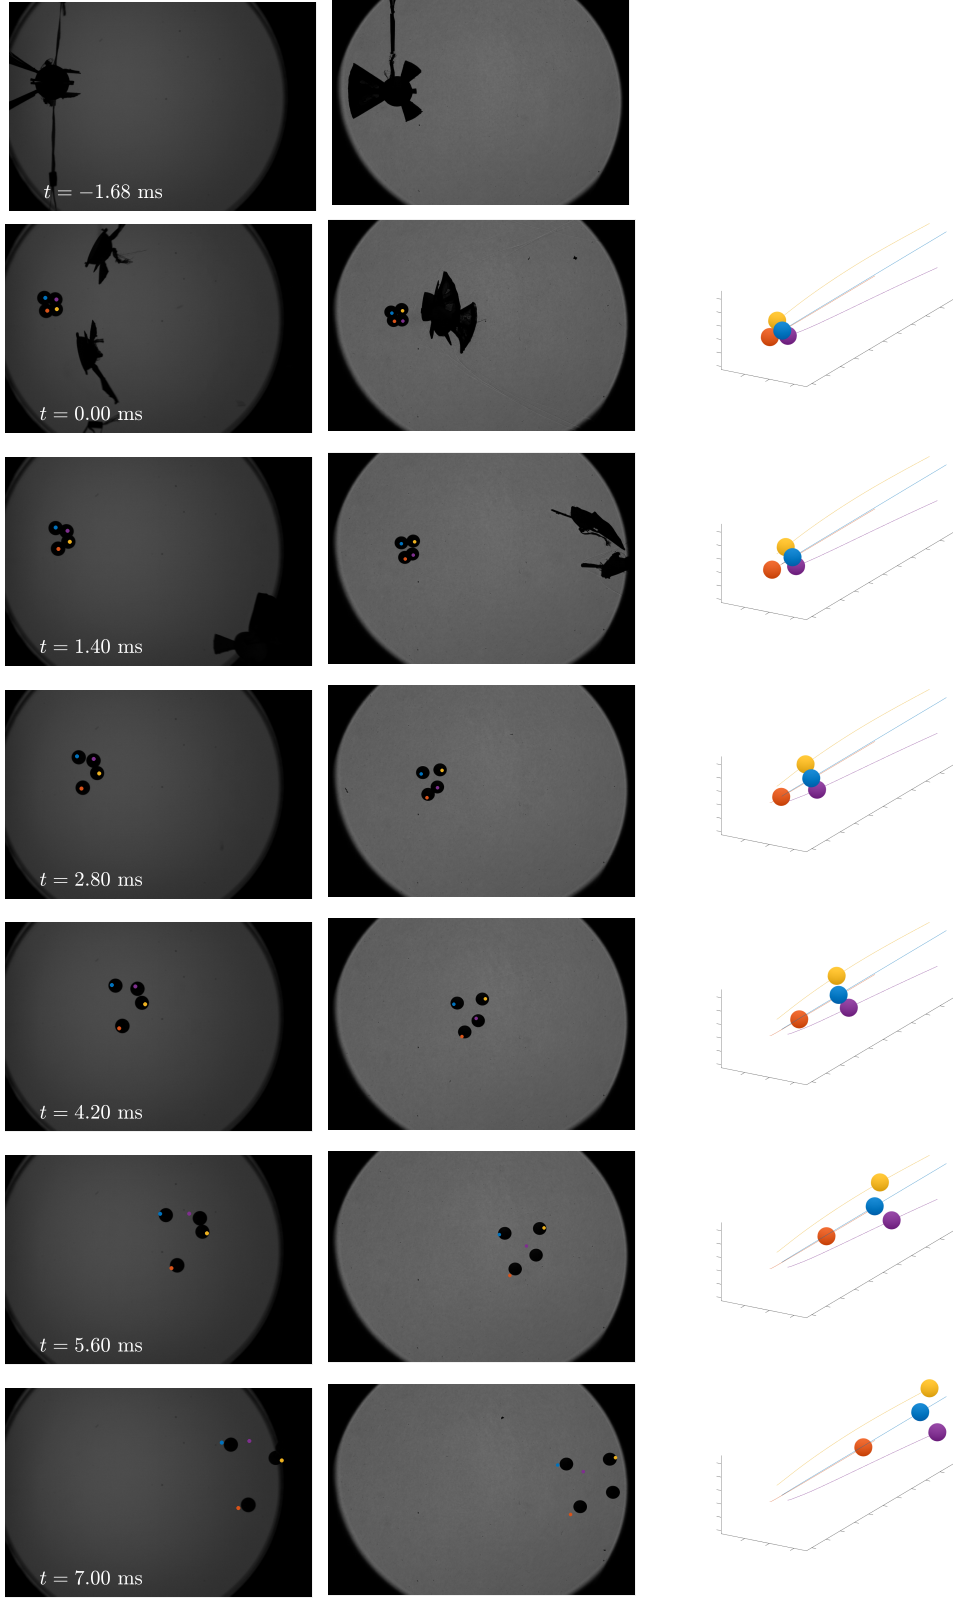 t = −1.68 ms
t = 0.00 ms
t = 1.40 ms
t = 2.80 ms
t = 4.20 ms
t = 5.60 ms
t = 7.00 ms